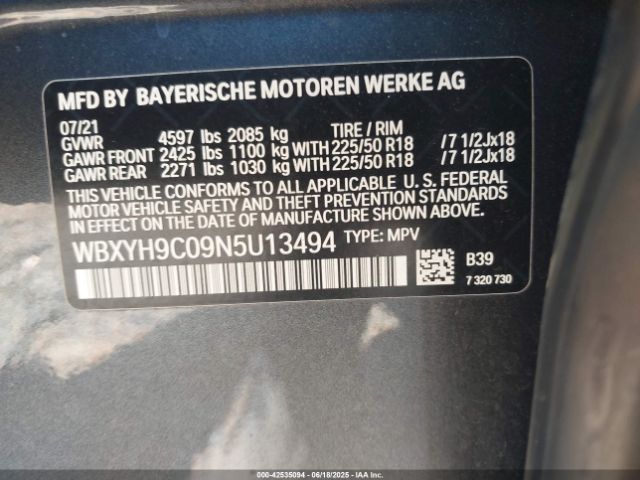 MFD BY BAYERISCHE MOTOREN WERKE AG
07/21
GVWR 4597 lbs 2085 kg TIRE / RIM
GAWR FRONT 2425 lbs 1100 kg WITH 225/50 R18 /7 1/2Jx18
GAWR REAR 2271 lbs 1030 kg WITH 225/50 R18 /7 1/2Jx18
THIS VEHICLE CONFORMS TO ALL APPLICABLE U. S. FEDERAL
MOTOR VEHICLE SAFETY AND THEFT PREVENTION STANDARDS
IN EFFECT ON THE DATE OF MANUFACTURE SHOWN ABOVE.
WBXYH9C09N5U13494 TYPE: MPV
B39
7 320 730
000-42535094 | 06/18/2025 - IAAI.com